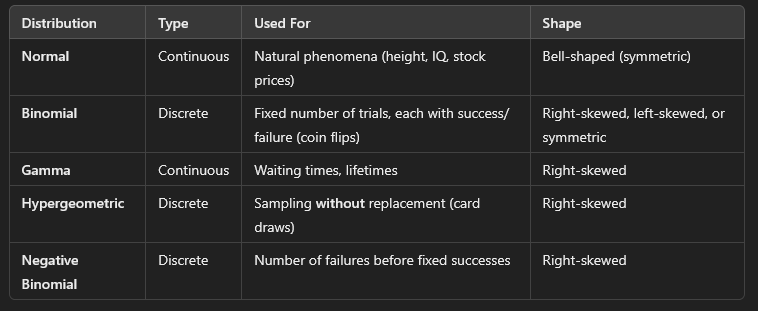 Distribution Type Used For Shape
Normal Continuous Natural phenomena (height, IQ, stock prices) Bell-shaped (symmetric)
Binomial Discrete Fixed number of trials, each with success/failure (coin flips) Right-skewed, left-skewed, or symmetric
Gamma Continuous Waiting times, lifetimes Right-skewed
Hypergeometric Discrete Sampling without replacement (card draws) Right-skewed
Negative Binomial Discrete Number of failures before fixed successes Right-skewed